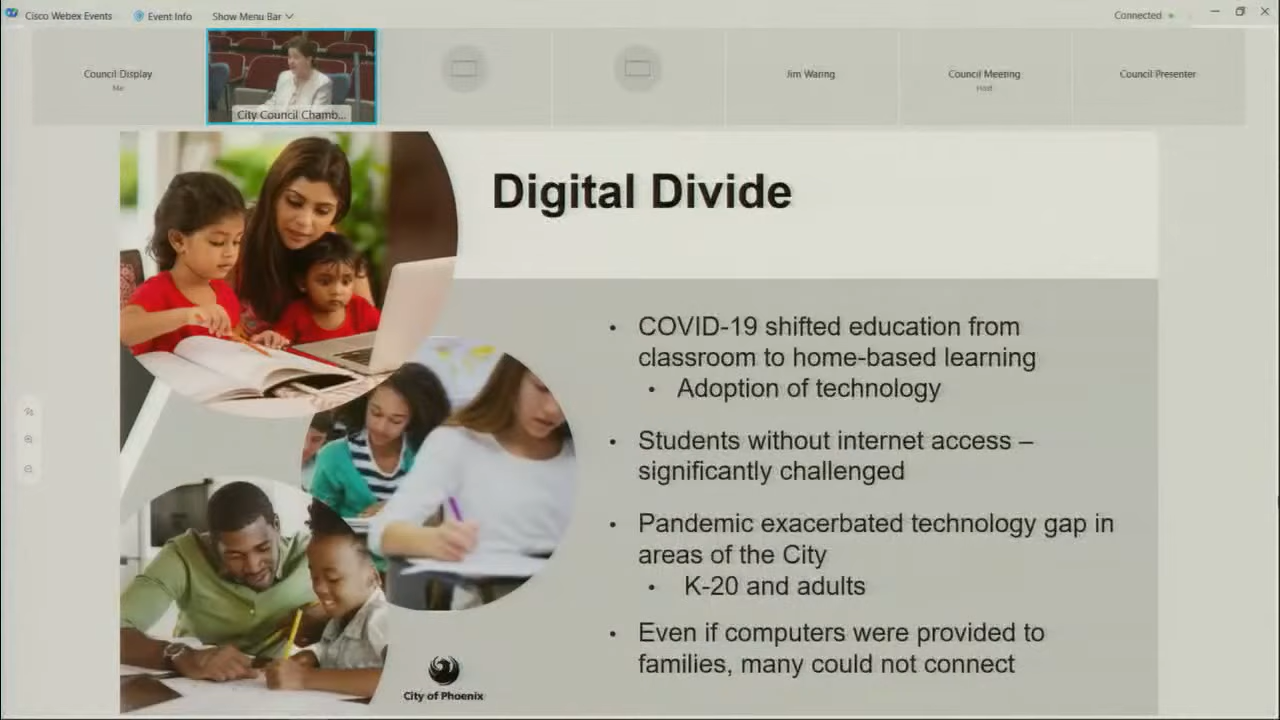 Cisco Webex Events
Event Info
Show Menu Bar
Connected
Council Display
Me
City Council Chamb...
Jim Waring
Council Meeting
Host
Council Presenter
Digital Divide
• COVID-19 shifted education from
classroom to home-based learning
• Adoption of technology
• Students without internet access –
significantly challenged
• Pandemic exacerbated technology gap in
areas of the City
• K-20 and adults
• Even if computers were provided to
families, many could not connect
City of Phoenix